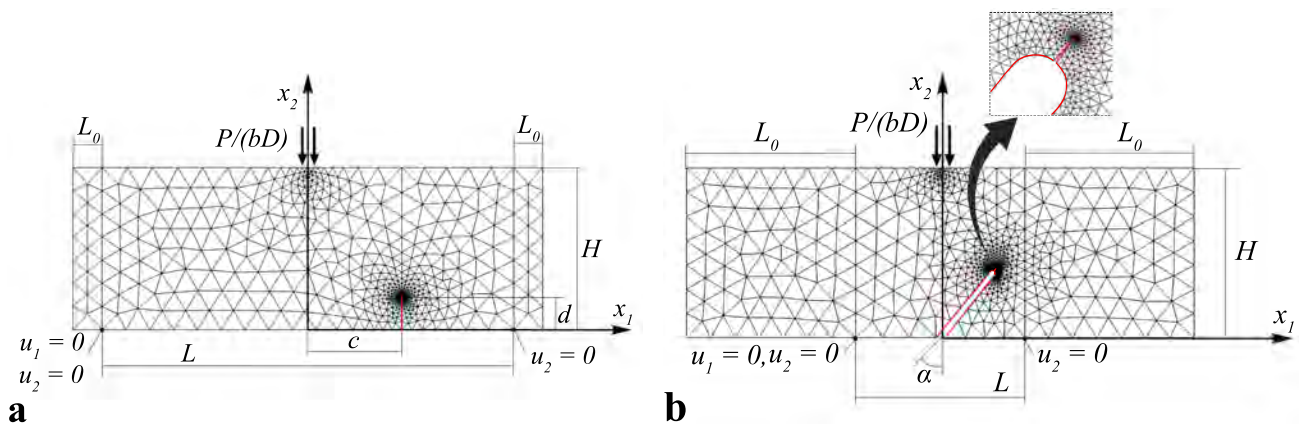 x₂
L₀
P/(bD)
L₀
H
d
x₁
c
u₁ = 0
u₂ = 0
L
u₂ = 0
a
x₂
L₀
P/(bD)
L₀
H
x₁
u₁ = 0, u₂ = 0
α
u₂ = 0
L
b